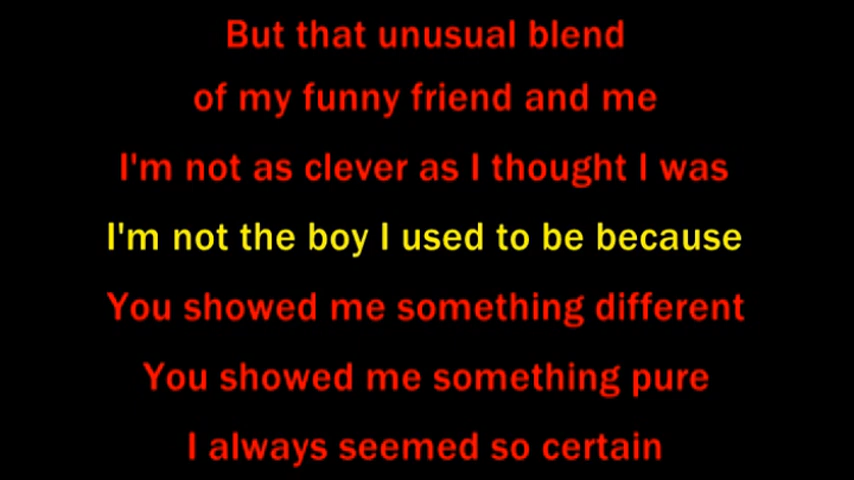 But that unusual blend
of my funny friend and me
I'm not as clever as I thought I was
I'm not the boy I used to be because
You showed me something different
You showed me something pure
I always seemed so certain